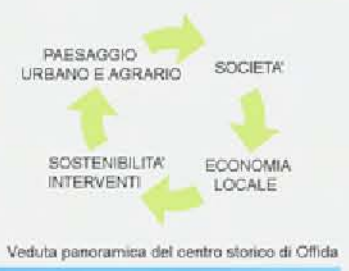 PAESAGGIO
URBANO E AGRARIO
SOCIETA'
SOSTENIBILITA'
INTERVENTI
ECONOMIA
LOCALE
Veduta panoramica del centro storico di Offida